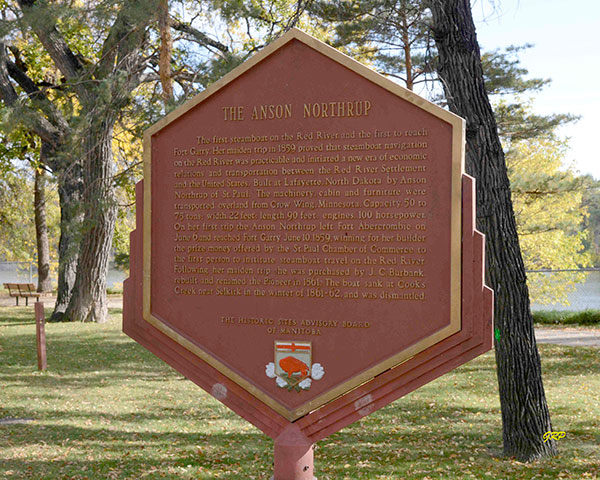 THE ANSON NORTHRUP
The first steamboat on the Red River and the first to reach
Fort Garry. Her maiden trip in 1859 proved that steamboat navigation
on the Red River was practicable and initiated a new era of economic
relations and transportation between the Red River Settlement
and the United States. Built at Lafayette, North Dakota, by Anson
Northrup of St. Paul. The machinery, cabin and furniture were
transported overland from Crow Wing, Minnesota. Capacity 50 to
75 tons, width 22 feet, length 90 feet, engines 100 horsepower.
On her first trip the Anson Northrup left Fort Abercrombie on
June 6 and reached Fort Garry June 10, 1859, winning for her builder
the prize money offered by the St. Paul Chamber of Commerce to
the first person to institute steamboat travel on the Red River.
Following her maiden trip she was purchased by J. C. Burbank,
rebuilt and renamed the Pioneer in 1861. The boat sank at Cook's
Creek near Selkirk in the winter of 1861-62 and was dismantled.
THE HISTORIC SITES ADVISORY BOARD
OF MANITOBA
GRP